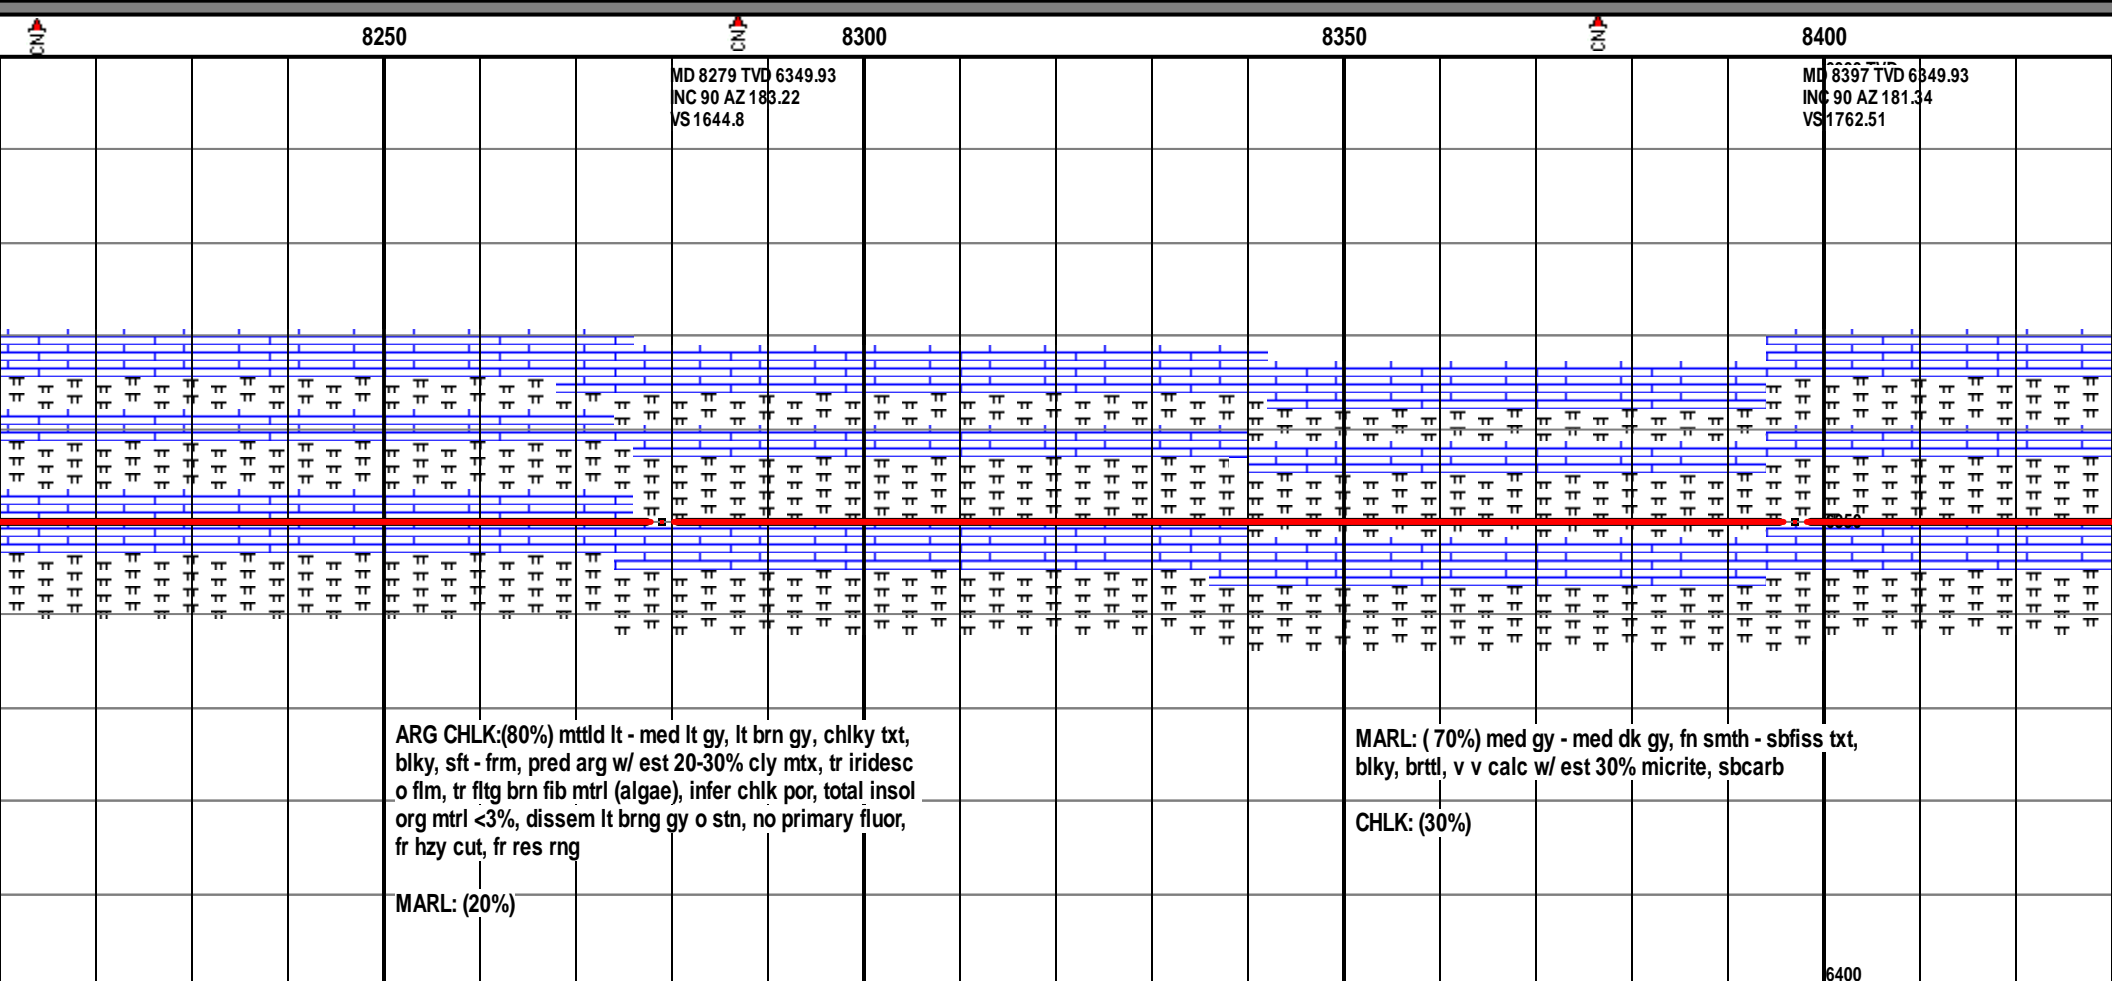 CN
CN
CN
8250
8300
8350
8400
MD 8279 TVD 6349.93
INC 90 AZ 183.22
VS 1644.8
MD 8397 TVD 6349.93
INC 90 AZ 181.34
VS 1762.51
ARG CHLK:(80%) mttld lt - med lt gy, lt brn gy, chlky txt,
blky, sft - frm, pred arg w/ est 20-30% cly mtx, tr iridesc
o flm, tr fltg brn fib mtrl (algae), infer chlk por, total insol
org mtrl <3%, dissem lt brng gy o stn, no primary fluor,
fr hzy cut, fr res rng
MARL: (20%)
MARL: ( 70%) med gy - med dk gy, fn smth - sbfiss txt,
blky, brttl, v v calc w/ est 30% micrite, sbcarb
CHLK: (30%)
6400